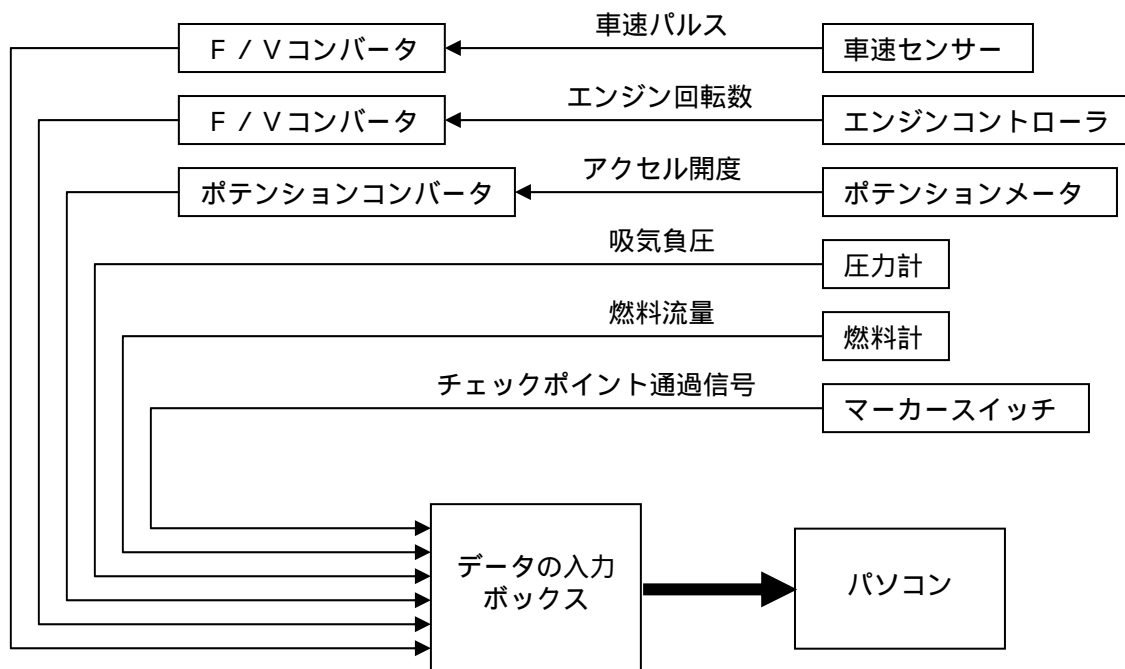 車速パルス
Ｆ／Ｖコンバータ
車速センサー
エンジン回転数
Ｆ／Ｖコンバータ
エンジンコントローラ
アクセル開度
ポテンションコンバータ
ポテンションメータ
吸気負圧
圧力計
燃料流量
燃料計
チェックポイント通過信号
マーカースイッチ
データの入力
ボックス
パソコン